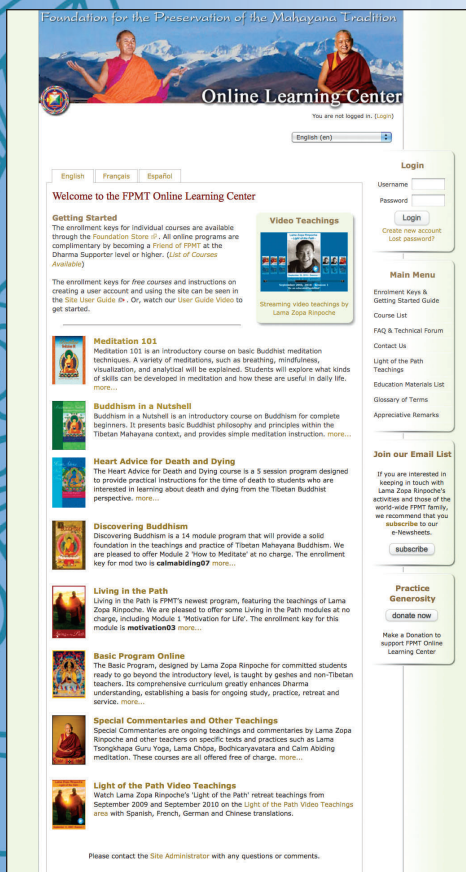 Foundation for the Preservation of the Mahayana Tradition
Online Learning Center
You are not logged in. (Login)
English (en)
English
Français
Español
Welcome to the FPMT Online Learning Center
Getting Started
The enrollment keys for individual courses are available
through the Foundation Store. All online programs are
complimentary by becoming a Friend of FPMT at the
Dharma Supporter level or higher. (List of Courses
Available)
The enrollment keys for free courses and instructions on
creating a user account and using the site can be seen in
the Site User Guide. Or, watch our User Guide Video to
get started.
Video Teachings
Streaming video teachings by
Lama Zopa Rinpoche
Meditation 101
Meditation 101 is an introductory course on basic Buddhist meditation
techniques. A variety of meditations, such as breathing, mindfulness,
visualization, and analytical will be explained. Students will explore what kinds
of skills can be developed in meditation and how these are useful in daily life.
more...
Buddhism in a Nutshell
Buddhism in a Nutshell is an introductory course on Buddhism for complete
beginners. It presents basic Buddhist philosophy and principles within the
Tibetan Mahayana context, and provides simple meditation instruction. more...
Heart Advice for Death and Dying
The Heart Advice for Death and Dying course is a 5 session program designed
to provide practical instructions for the time of death to students who are
interested in learning about death and dying from the Tibetan Buddhist
perspective. more...
Discovering Buddhism
Discovering Buddhism is a 14 module program that will provide a solid
foundation in the teachings and practice of Tibetan Mahayana Buddhism. We
are pleased to offer Module 2 'How to Meditate' at no charge. The enrollment
key for mod two is calmabiding07 more...
Living in the Path
Living in the Path is FPMT's newest program, featuring the teachings of Lama
Zopa Rinpoche. We are pleased to offer some Living in the Path modules at no
charge, including Module 1 'Motivation for Life'. The enrollment key for this
module is motivation03 more...
Basic Program Online
The Basic Program, designed by Lama Zopa Rinpoche for committed students
ready to go beyond the introductory level, is taught by geshes and non-Tibetan
teachers. Its comprehensive curriculum greatly enhances Dharma
understanding, establishing a basis for ongoing study, practice, retreat and
service. more...
Special Commentaries and Other Teachings
Special Commentaries are ongoing teachings and commentaries by Lama Zopa
Rinpoche and other teachers on specific texts and practices such as Lama
Tsongkhapa Guru Yoga, Lama Chöpa, Bodhicaryavatara and Calm Abiding
meditation. These courses are all offered free of charge. more...
Light of the Path Video Teachings
Watch Lama Zopa Rinpoche's 'Light of the Path' retreat teachings from
September 2009 and September 2010 on the Light of the Path Video Teachings
area with Spanish, French, German and Chinese translations.
Please contact the Site Administrator with any questions or comments.
Login
Username
Password
Login
Create new account
Lost password?
Main Menu
Enrolment Keys &
Getting Started Guide
Course List
FAQ & Technical Forum
Contact Us
Light of the Path
Teachings
Education Materials List
Glossary of Terms
Appreciative Remarks
Join our Email List
If you are interested in
keeping in touch with
Lama Zopa Rinpoche's
activities and those of the
world-wide FPMT family,
we recommend that you
subscribe to our
e-Newsheets.
subscribe
Practice
Generosity
donate now
Make a Donation to
support FPMT Online
Learning Center